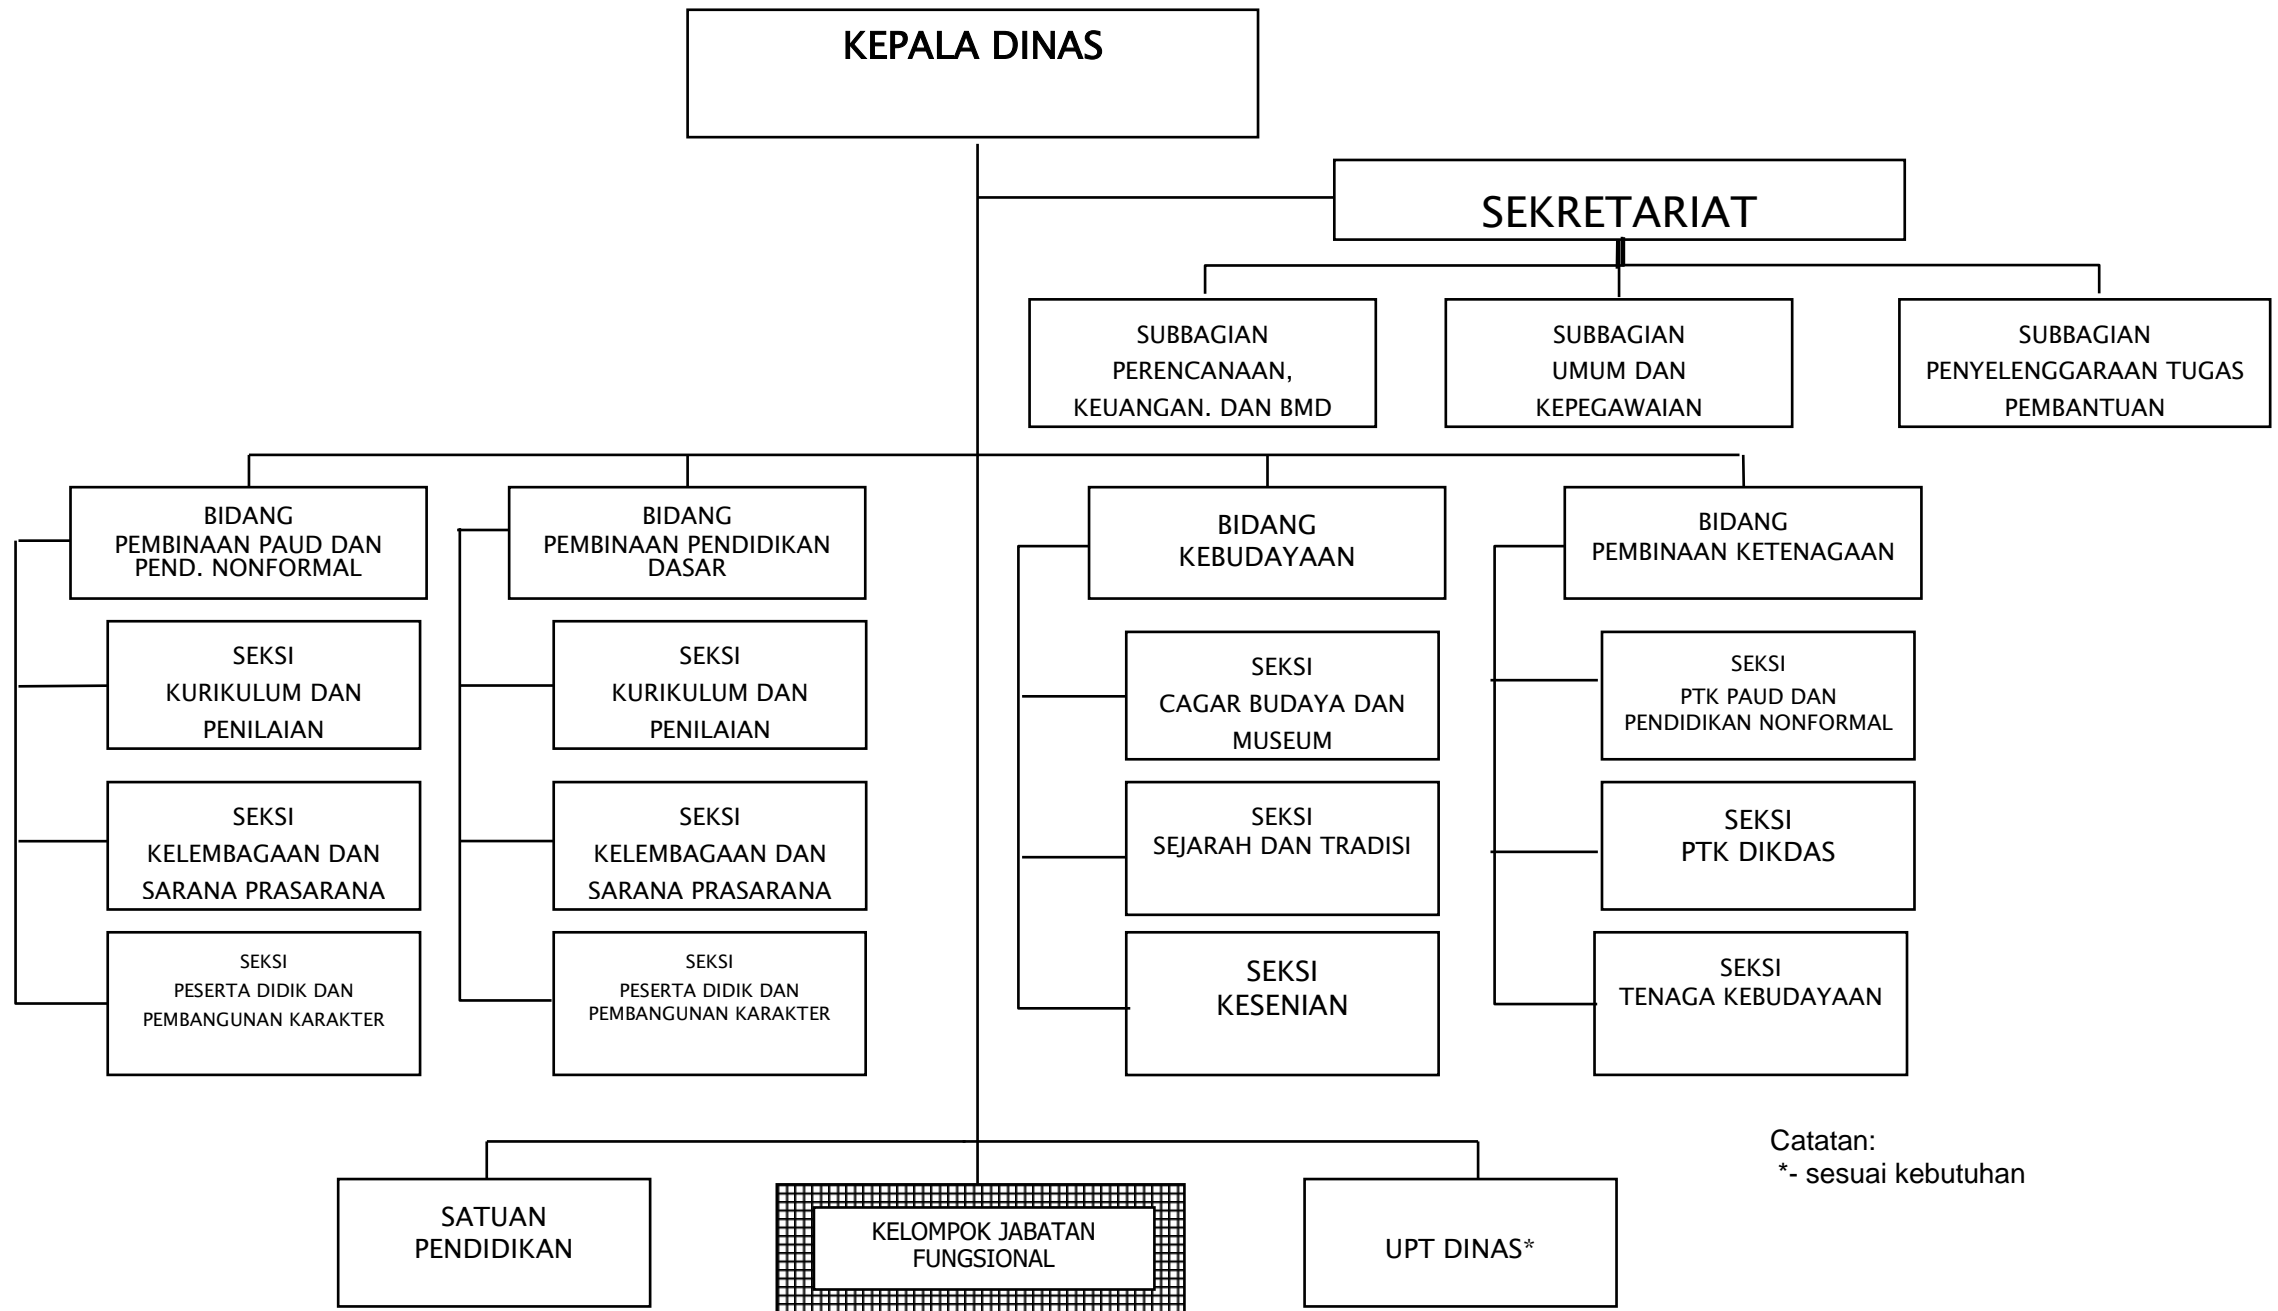 KEPALA DINAS
SEKRETARIAT
SUBBAGIAN
PERENCANAAN,
KEUANGAN. DAN BMD
SUBBAGIAN
UMUM DAN
KEPEGAWAIAN
SUBBAGIAN
PENYELENGGARAAN TUGAS
PEMBANTUAN
BIDANG
PEMBINAAN PAUD DAN
PEND. NONFORMAL
BIDANG
PEMBINAAN PENDIDIKAN
DASAR
BIDANG
KEBUDAYAAN
BIDANG
PEMBINAAN KETENAGAAN
SEKSI
KURIKULUM DAN
PENILAIAN
SEKSI
KURIKULUM DAN
PENILAIAN
SEKSI
CAGAR BUDAYA DAN
MUSEUM
SEKSI
PTK PAUD DAN
PENDIDIKAN NONFORMAL
SEKSI
KELEMBAGAAN DAN
SARANA PRASARANA
SEKSI
KELEMBAGAAN DAN
SARANA PRASARANA
SEKSI
SEJARAH DAN TRADISI
SEKSI
PTK DIKDAS
SEKSI
PESERTA DIDIK DAN
PEMBANGUNAN KARAKTER
SEKSI
PESERTA DIDIK DAN
PEMBANGUNAN KARAKTER
SEKSI
KESENIAN
SEKSI
TENAGA KEBUDAYAAN
Catatan:
*- sesuai kebutuhan
SATUAN
PENDIDIKAN
KELOMPOK JABATAN
FUNGSIONAL
UPT DINAS*